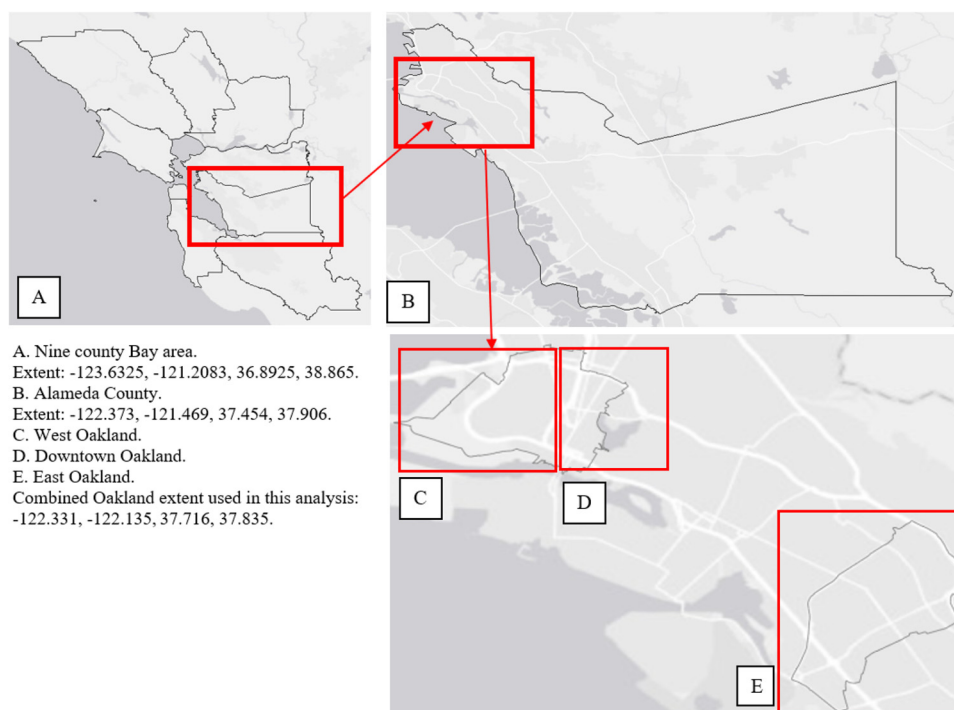 A
B
A. Nine county Bay area.
Extent: -123.6325, -121.2083, 36.8925, 38.865.
B. Alameda County.
Extent: -122.373, -121.469, 37.454, 37.906.
C. West Oakland.
D. Downtown Oakland.
E. East Oakland.
Combined Oakland extent used in this analysis:
-122.331, -122.135, 37.716, 37.835.
C
D
E